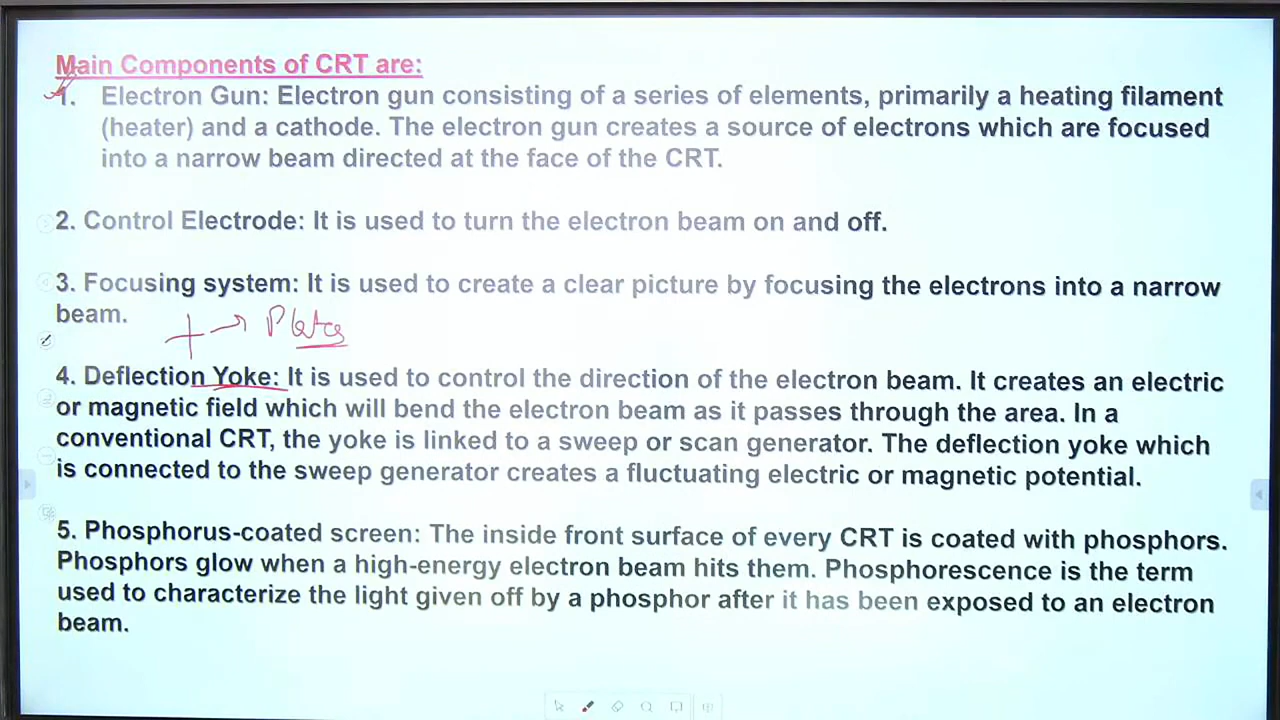 Main Components of CRT are:
1. Electron Gun: Electron gun consisting of a series of elements, primarily a heating filament
(heater) and a cathode. The electron gun creates a source of electrons which are focused
into a narrow beam directed at the face of the CRT.
2. Control Electrode: It is used to turn the electron beam on and off.
3. Focusing system: It is used to create a clear picture by focusing the electrons into a narrow
beam.
+ → Plates
4. Deflection Yoke: It is used to control the direction of the electron beam. It creates an electric
or magnetic field which will bend the electron beam as it passes through the area. In a
conventional CRT, the yoke is linked to a sweep or scan generator. The deflection yoke which
is connected to the sweep generator creates a fluctuating electric or magnetic potential.
5. Phosphorus-coated screen: The inside front surface of every CRT is coated with phosphors.
Phosphors glow when a high-energy electron beam hits them. Phosphorescence is the term
used to characterize the light given off by a phosphor after it has been exposed to an electron
beam.